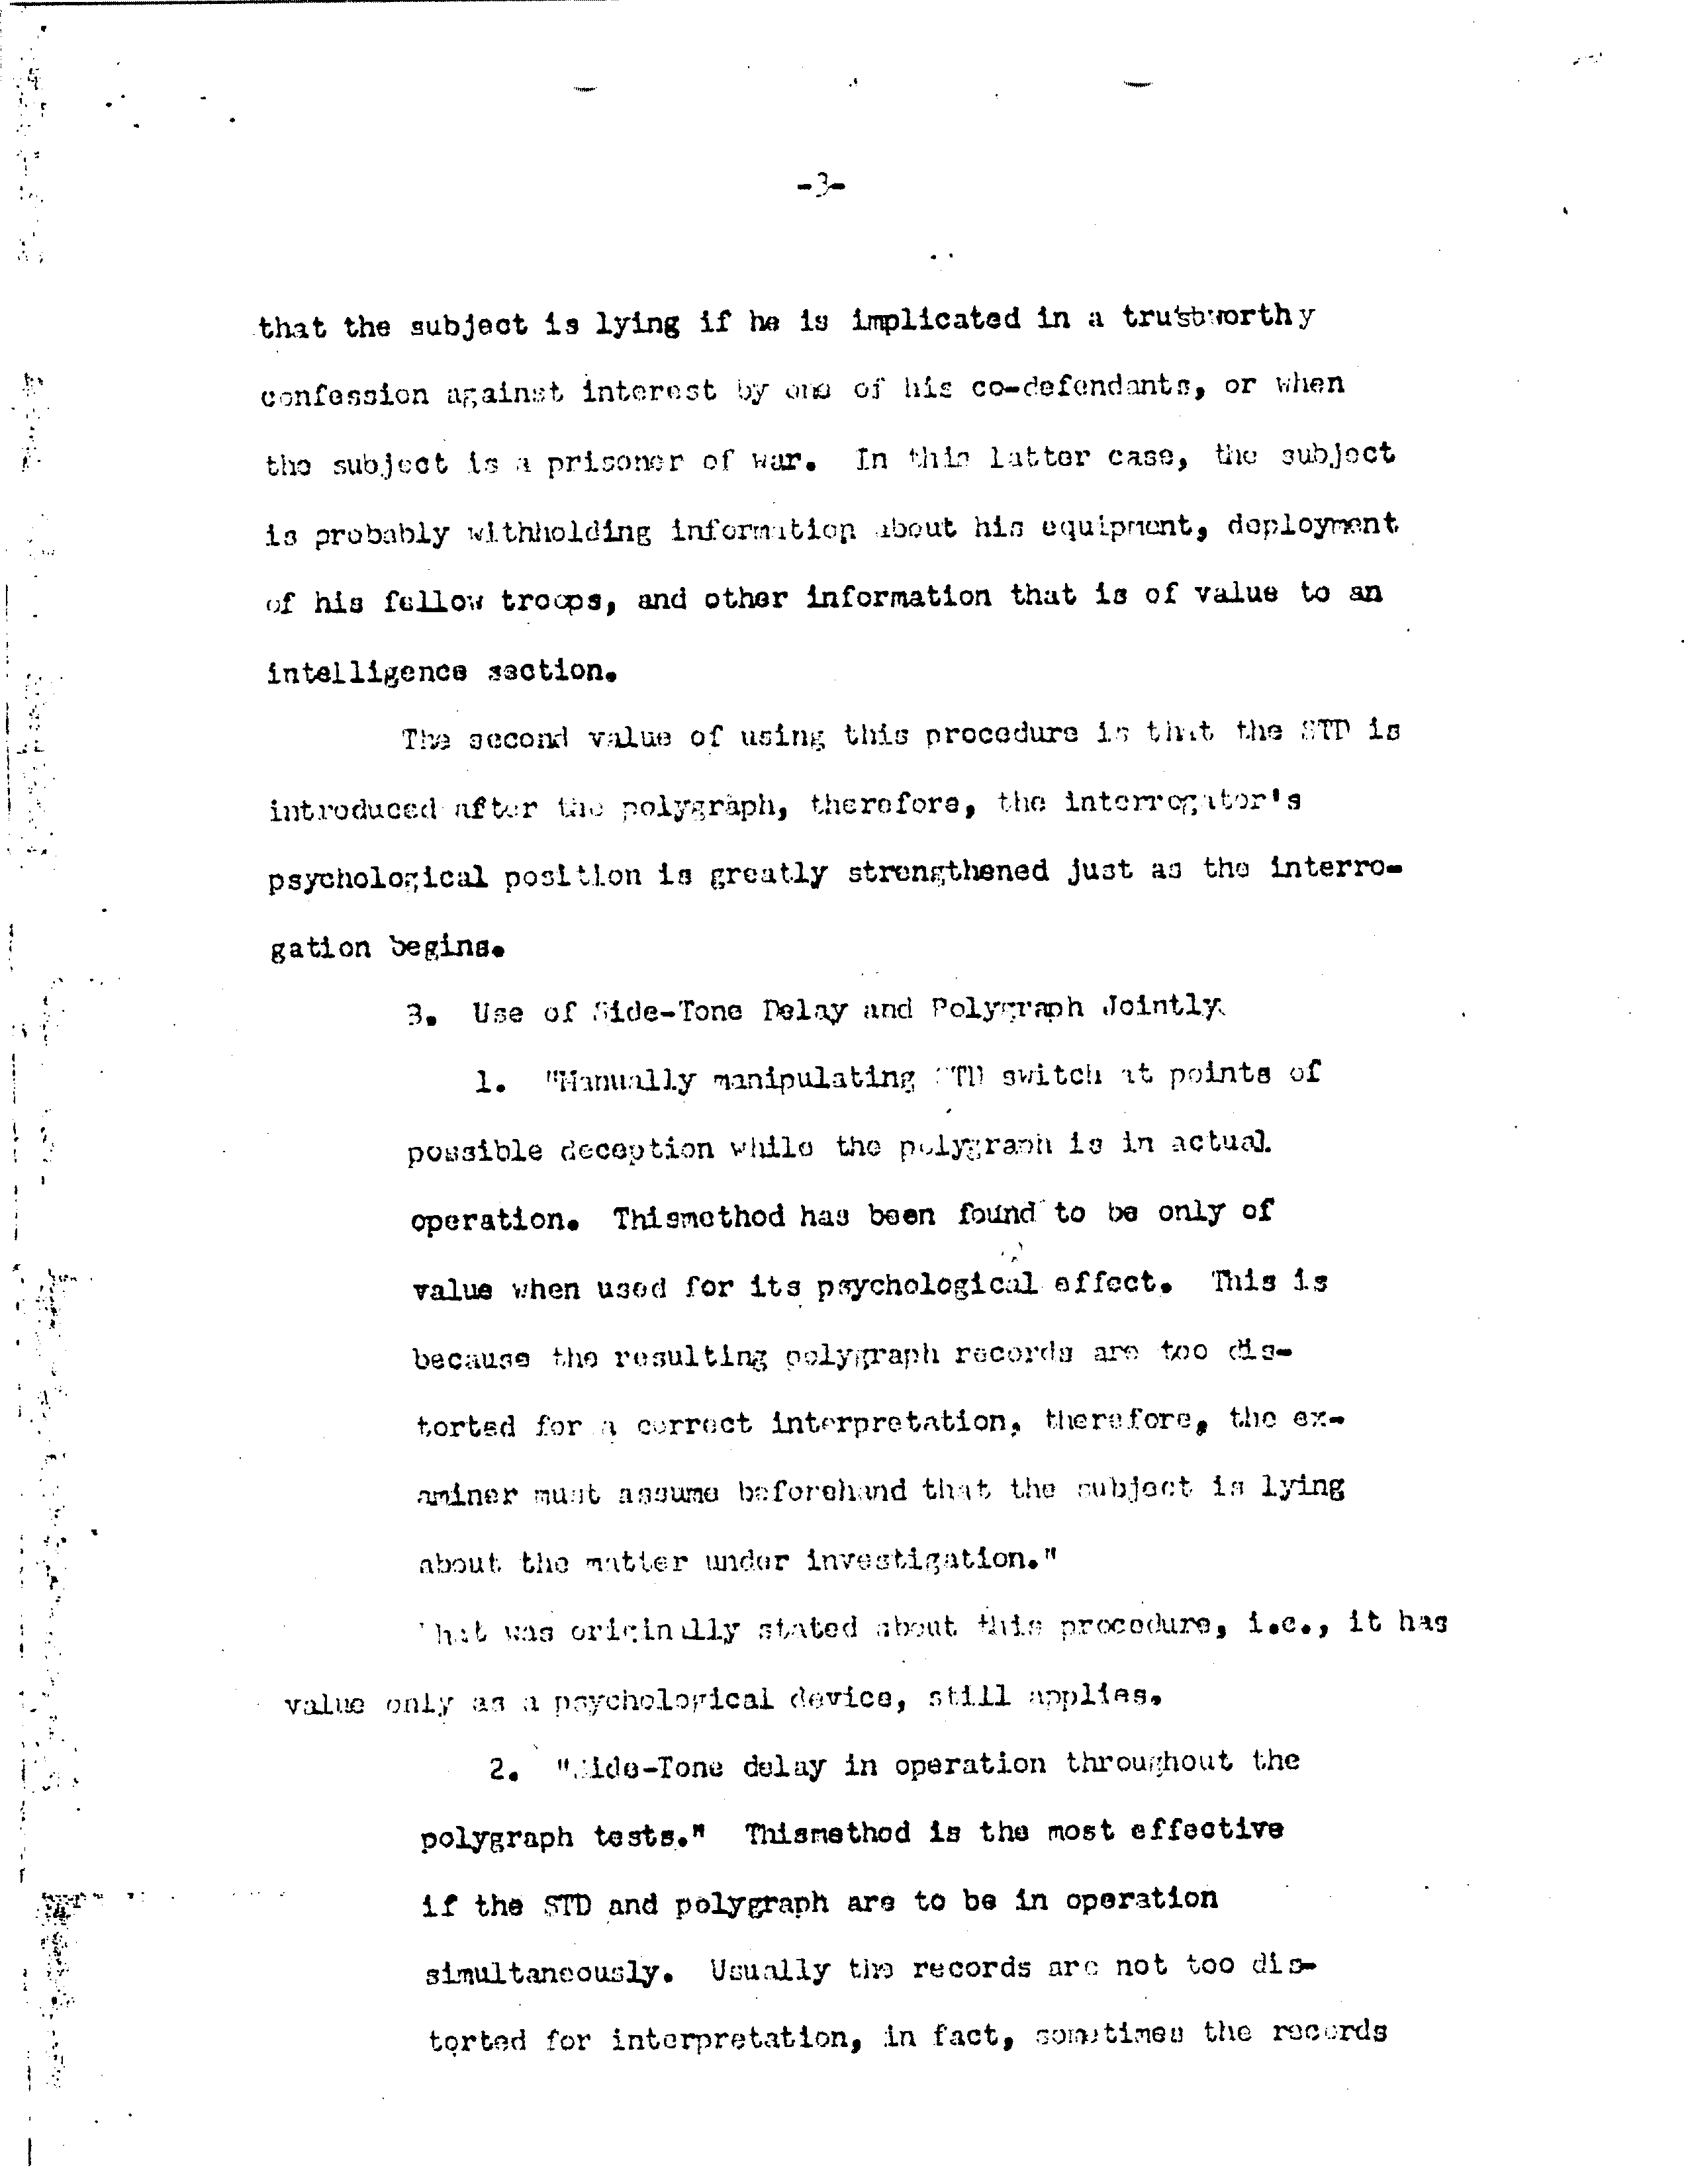 -3-
that the subject is lying if he is implicated in a trustworthy
confession against interest by one of his co-defendants, or when
the subject is a prisoner of war. In this latter case, the subject
is probably withholding information about his equipment, deployment
of his fellow troops, and other information that is of value to an
intelligence section.
The second value of using this procedure is that the STD is
introduced after the polygraph, therefore, the interrogator's
psychological position is greatly strengthened just as the interro-
gation begins.
3. Use of Side-Tone Delay and Polygraph Jointly.
1. "Manually manipulating STD switch at points of
possible deception while the polygraph is in actual
operation. Thismethod has been found to be only of
value when used for its psychological effect. This is
because the resulting polygraph records are too dis-
torted for a correct interpretation, therefore, the ex-
aminer must assume beforehand that the subject is lying
about the matter under investigation."
What was originally stated about this procedure, i.e., it has
value only as a psychological device, still applies.
2. "Side-Tone delay in operation throughout the
polygraph tests." Thismethod is the most effective
if the STD and polygraph are to be in operation
simultaneously. Usually the records are not too dis-
torted for interpretation, in fact, sometimes the records